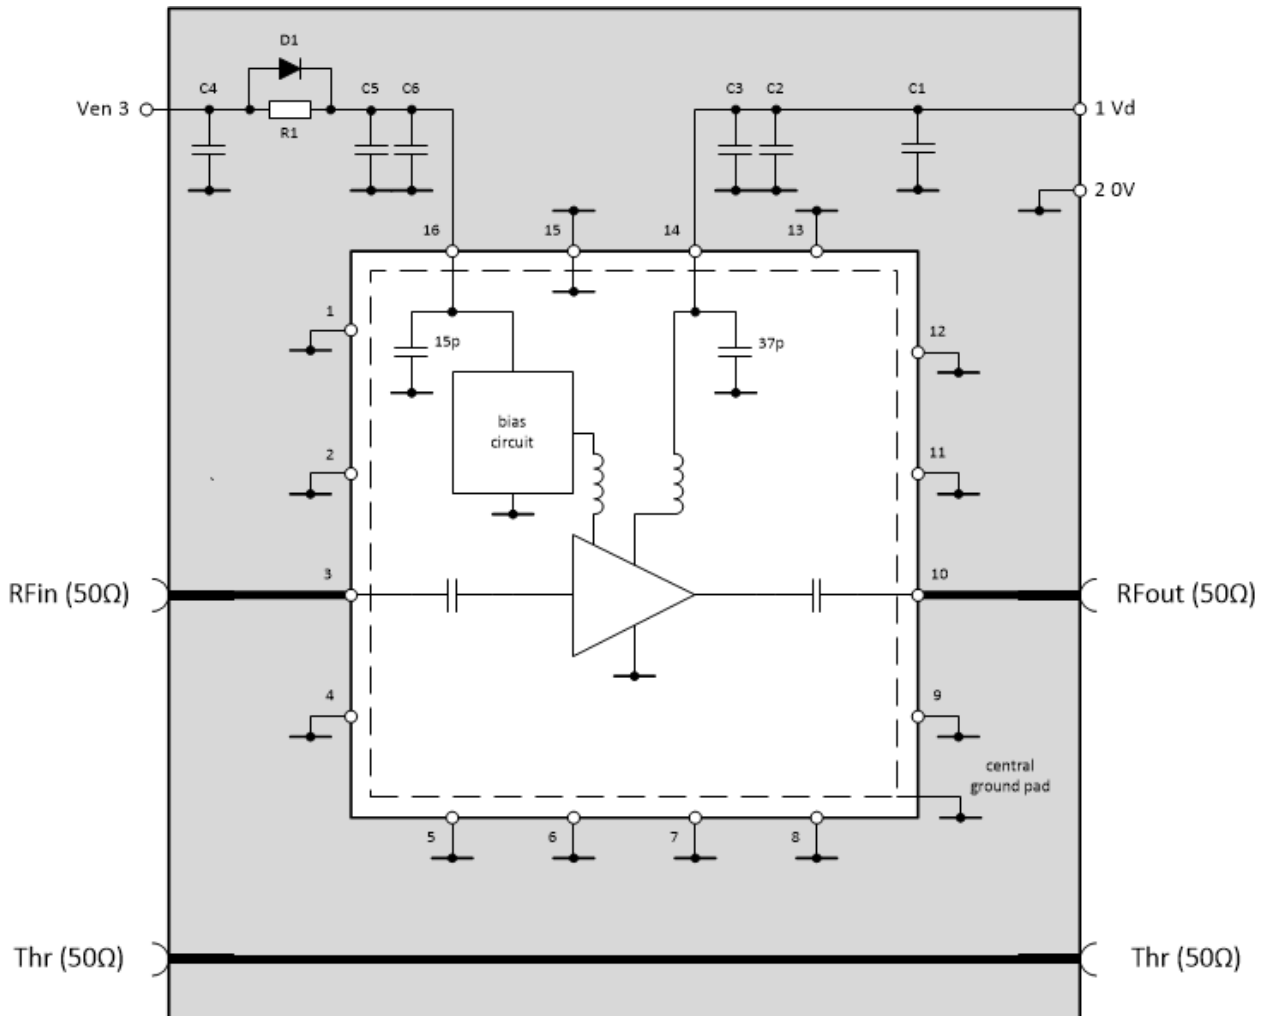 D1
C4
C5
C6
C3
C2
C1
Ven 3
1 Vd
R1
2 0V
16
15
14
13
1
12
15p
37p
bias
circuit
2
11
RFin (50Ω)
3
10
RFout (50Ω)
4
9
central
ground pad
5
6
7
8
Thr (50Ω)
Thr (50Ω)